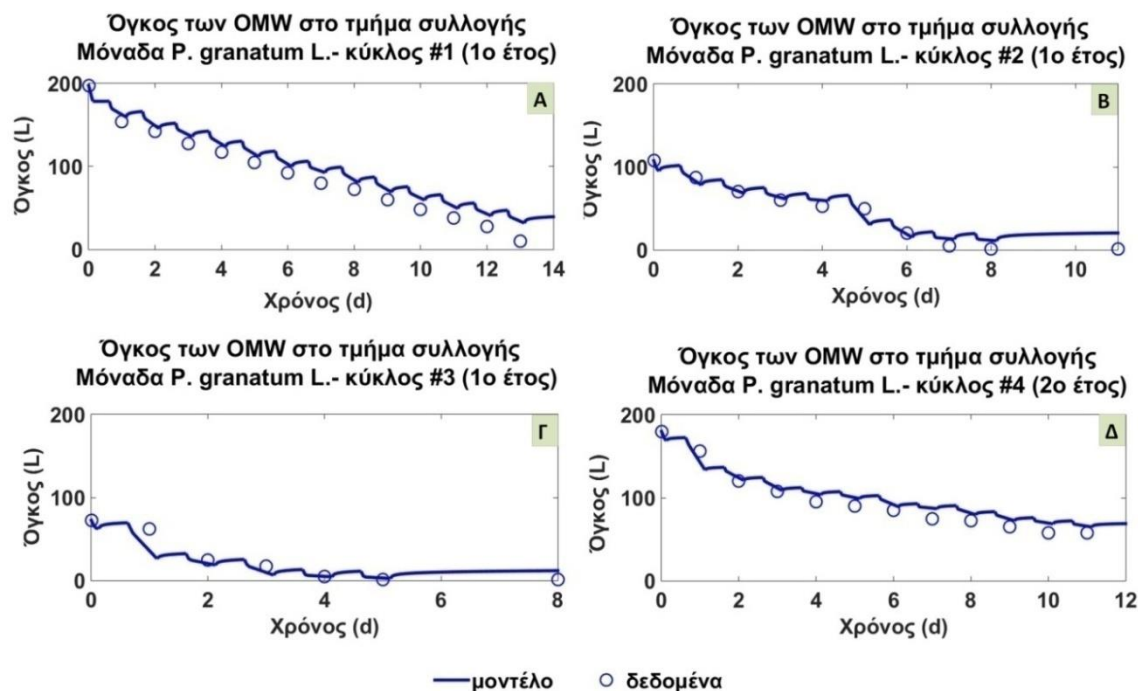 Όγκος των OMW στο τμήμα συλλογής
Μόναδα P. granatum L.- κύκλος #1 (1ο έτος)
A
Όγκος (L)
200
100
0
0 2 4 6 8 10 12 14
Χρόνος (d)
Όγκος των OMW στο τμήμα συλλογής
Μόναδα P. granatum L.- κύκλος #2 (1ο έτος)
B
Όγκος (L)
200
100
0
0 2 4 6 8 10
Χρόνος (d)
Όγκος των OMW στο τμήμα συλλογής
Μόναδα P. granatum L.- κύκλος #3 (1ο έτος)
Γ
Όγκος (L)
200
100
0
0 2 4 6 8
Χρόνος (d)
Όγκος των OMW στο τμήμα συλλογής
Μόναδα P. granatum L.- κύκλος #4 (2ο έτος)
Δ
Όγκος (L)
200
100
0
0 2 4 6 8 10 12
Χρόνος (d)
μοντέλο δεδομένα